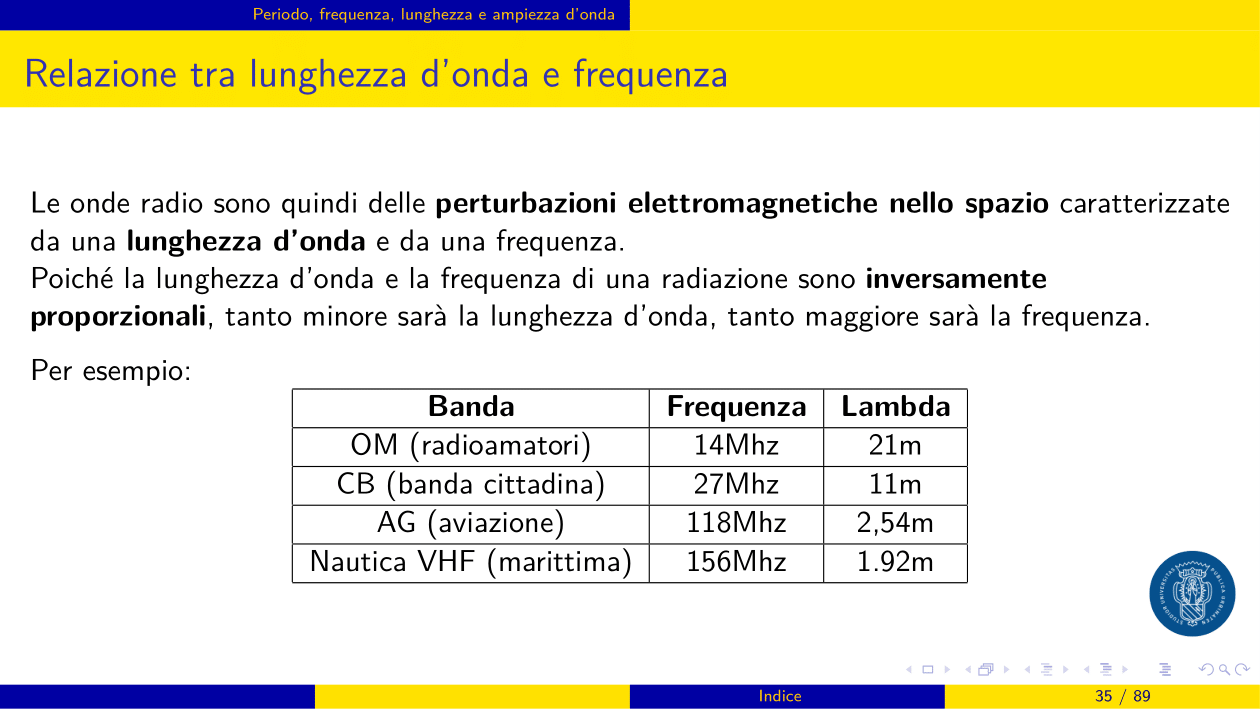 Periodo, frequenza, lunghezza e ampiezza d'onda
Relazione tra lunghezza d'onda e frequenza
Le onde radio sono quindi delle perturbazioni elettromagnetiche nello spazio caratterizzate
da una lunghezza d'onda e da una frequenza.
Poiché la lunghezza d'onda e la frequenza di una radiazione sono inversamente
proporzionali, tanto minore sarà la lunghezza d'onda, tanto maggiore sarà la frequenza.
Per esempio:
Banda Frequenza Lambda
OM (radioamatori) 14Mhz 21m
CB (banda cittadina) 27Mhz 11m
AG (aviazione) 118Mhz 2,54m
Nautica VHF (marittima) 156Mhz 1.92m
Indice 35 / 89